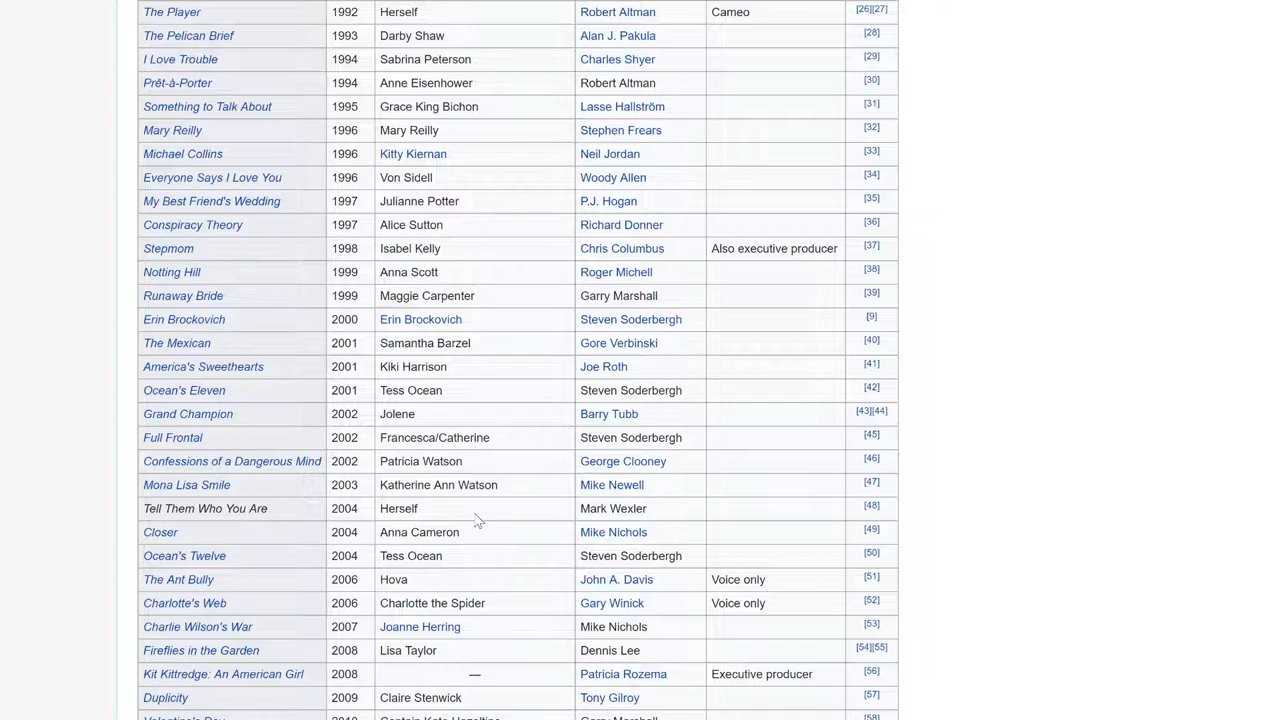 The Player 1992 Herself Robert Altman Cameo [26][27]
The Pelican Brief 1993 Darby Shaw Alan J. Pakula [28]
I Love Trouble 1994 Sabrina Peterson Charles Shyer [29]
Prêt-à-Porter 1994 Anne Eisenhower Robert Altman [30]
Something to Talk About 1995 Grace King Bichon Lasse Hallström [31]
Mary Reilly 1996 Mary Reilly Stephen Frears [32]
Michael Collins 1996 Kitty Kiernan Neil Jordan [33]
Everyone Says I Love You 1996 Von Sidell Woody Allen [34]
My Best Friend's Wedding 1997 Julianne Potter P.J. Hogan [35]
Conspiracy Theory 1997 Alice Sutton Richard Donner [36]
Stepmom 1998 Isabel Kelly Chris Columbus Also executive producer [37]
Notting Hill 1999 Anna Scott Roger Michell [38]
Runaway Bride 1999 Maggie Carpenter Garry Marshall [39]
Erin Brockovich 2000 Erin Brockovich Steven Soderbergh [9]
The Mexican 2001 Samantha Barzel Gore Verbinski [40]
America's Sweethearts 2001 Kiki Harrison Joe Roth [41]
Ocean's Eleven 2001 Tess Ocean Steven Soderbergh [42]
Grand Champion 2002 Jolene Barry Tubb [43][44]
Full Frontal 2002 Francesca/Catherine Steven Soderbergh [45]
Confessions of a Dangerous Mind 2002 Patricia Watson George Clooney [46]
Mona Lisa Smile 2003 Katherine Ann Watson Mike Newell [47]
Tell Them Who You Are 2004 Herself Mark Wexler [48]
Closer 2004 Anna Cameron Mike Nichols [49]
Ocean's Twelve 2004 Tess Ocean Steven Soderbergh [50]
The Ant Bully 2006 Hova John A. Davis Voice only [51]
Charlotte's Web 2006 Charlotte the Spider Gary Winick Voice only [52]
Charlie Wilson's War 2007 Joanne Herring Mike Nichols [53]
Fireflies in the Garden 2008 Lisa Taylor Dennis Lee [54][55]
Kit Kittredge: An American Girl 2008 — Patricia Rozema Executive producer [56]
Duplicity 2009 Claire Stenwick Tony Gilroy [57]
Valentine's Day 2010 Captain Kate Hazeltine Garry Marshall [58]